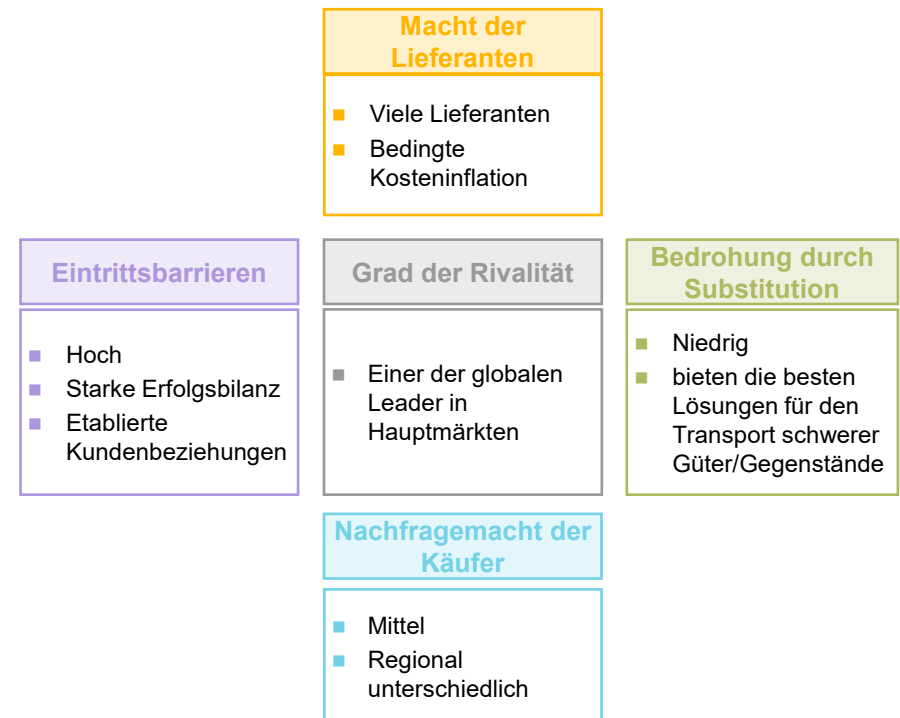 Macht der
Lieferanten
Viele Lieferanten
Bedingte
Kosteninflation
Eintrittsbarrieren
Hoch
Starke Erfolgsbilanz
Etablierte
Kundenbeziehungen
Grad der Rivalität
Einer der globalen
Leader in
Hauptmärkten
Bedrohung durch
Substitution
Niedrig
bieten die besten
Lösungen für den
Transport schwerer
Güter/Gegenstände
Nachfragemacht der
Käufer
Mittel
Regional
unterschiedlich